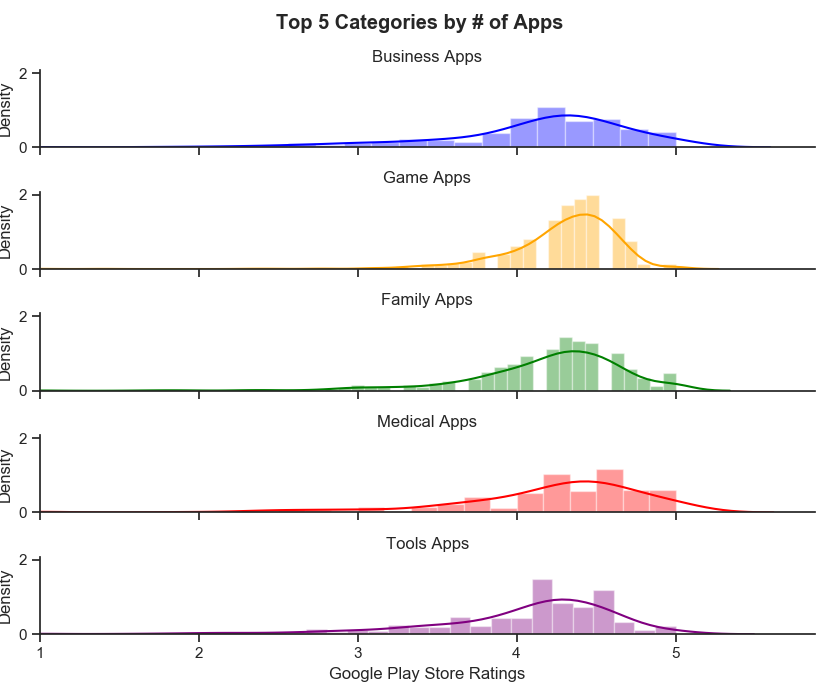 Top 5 Categories by # of Apps
Business Apps
2
Density
0
Game Apps
2
Density
0
Family Apps
2
Density
0
Medical Apps
2
Density
0
Tools Apps
2
Density
0
1 2 3 4 5
Google Play Store Ratings